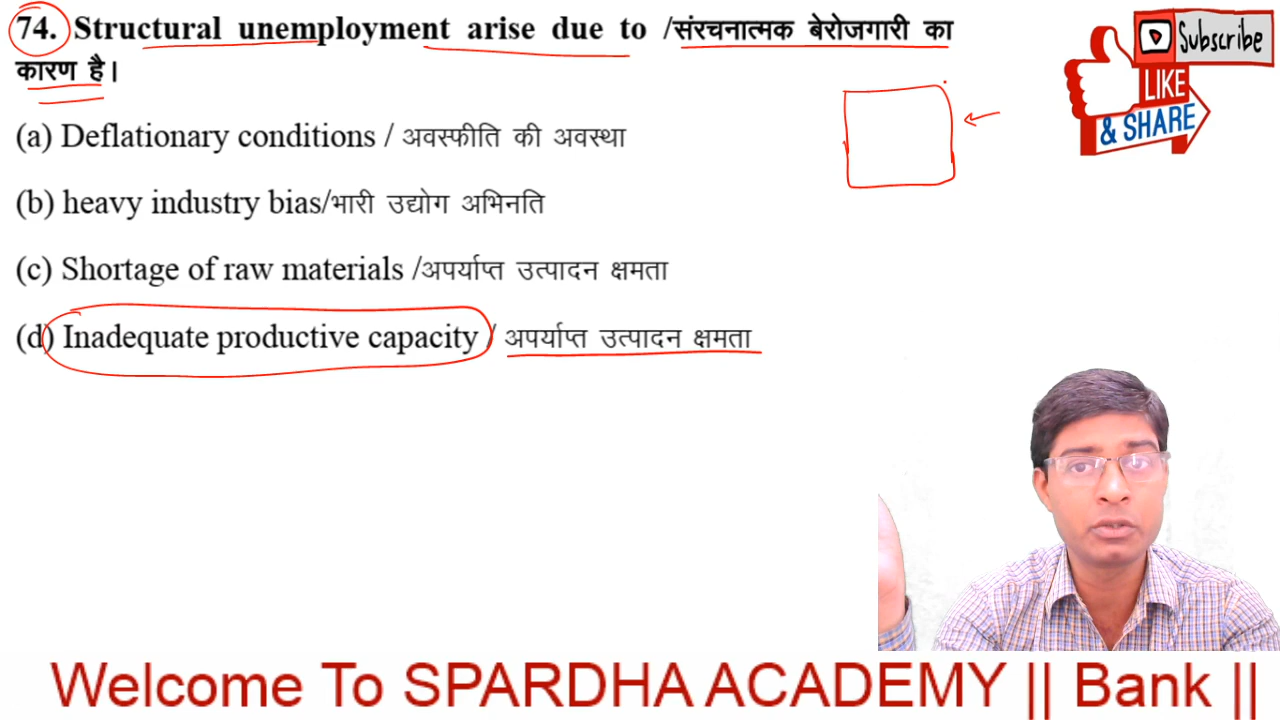 74. Structural unemployment arise due to /संरचनात्मक बेरोजगारी का
कारण है।
(a) Deflationary conditions / अवस्फीति की अवस्था
(b) heavy industry bias/भारी उद्योग अभिनति
(c) Shortage of raw materials /अपर्याप्त उत्पादन क्षमता
(d) Inadequate productive capacity / अपर्याप्त उत्पादन क्षमता
Subscribe
LIKE
& SHARE
Welcome To SPARDHA ACADEMY || Bank ||